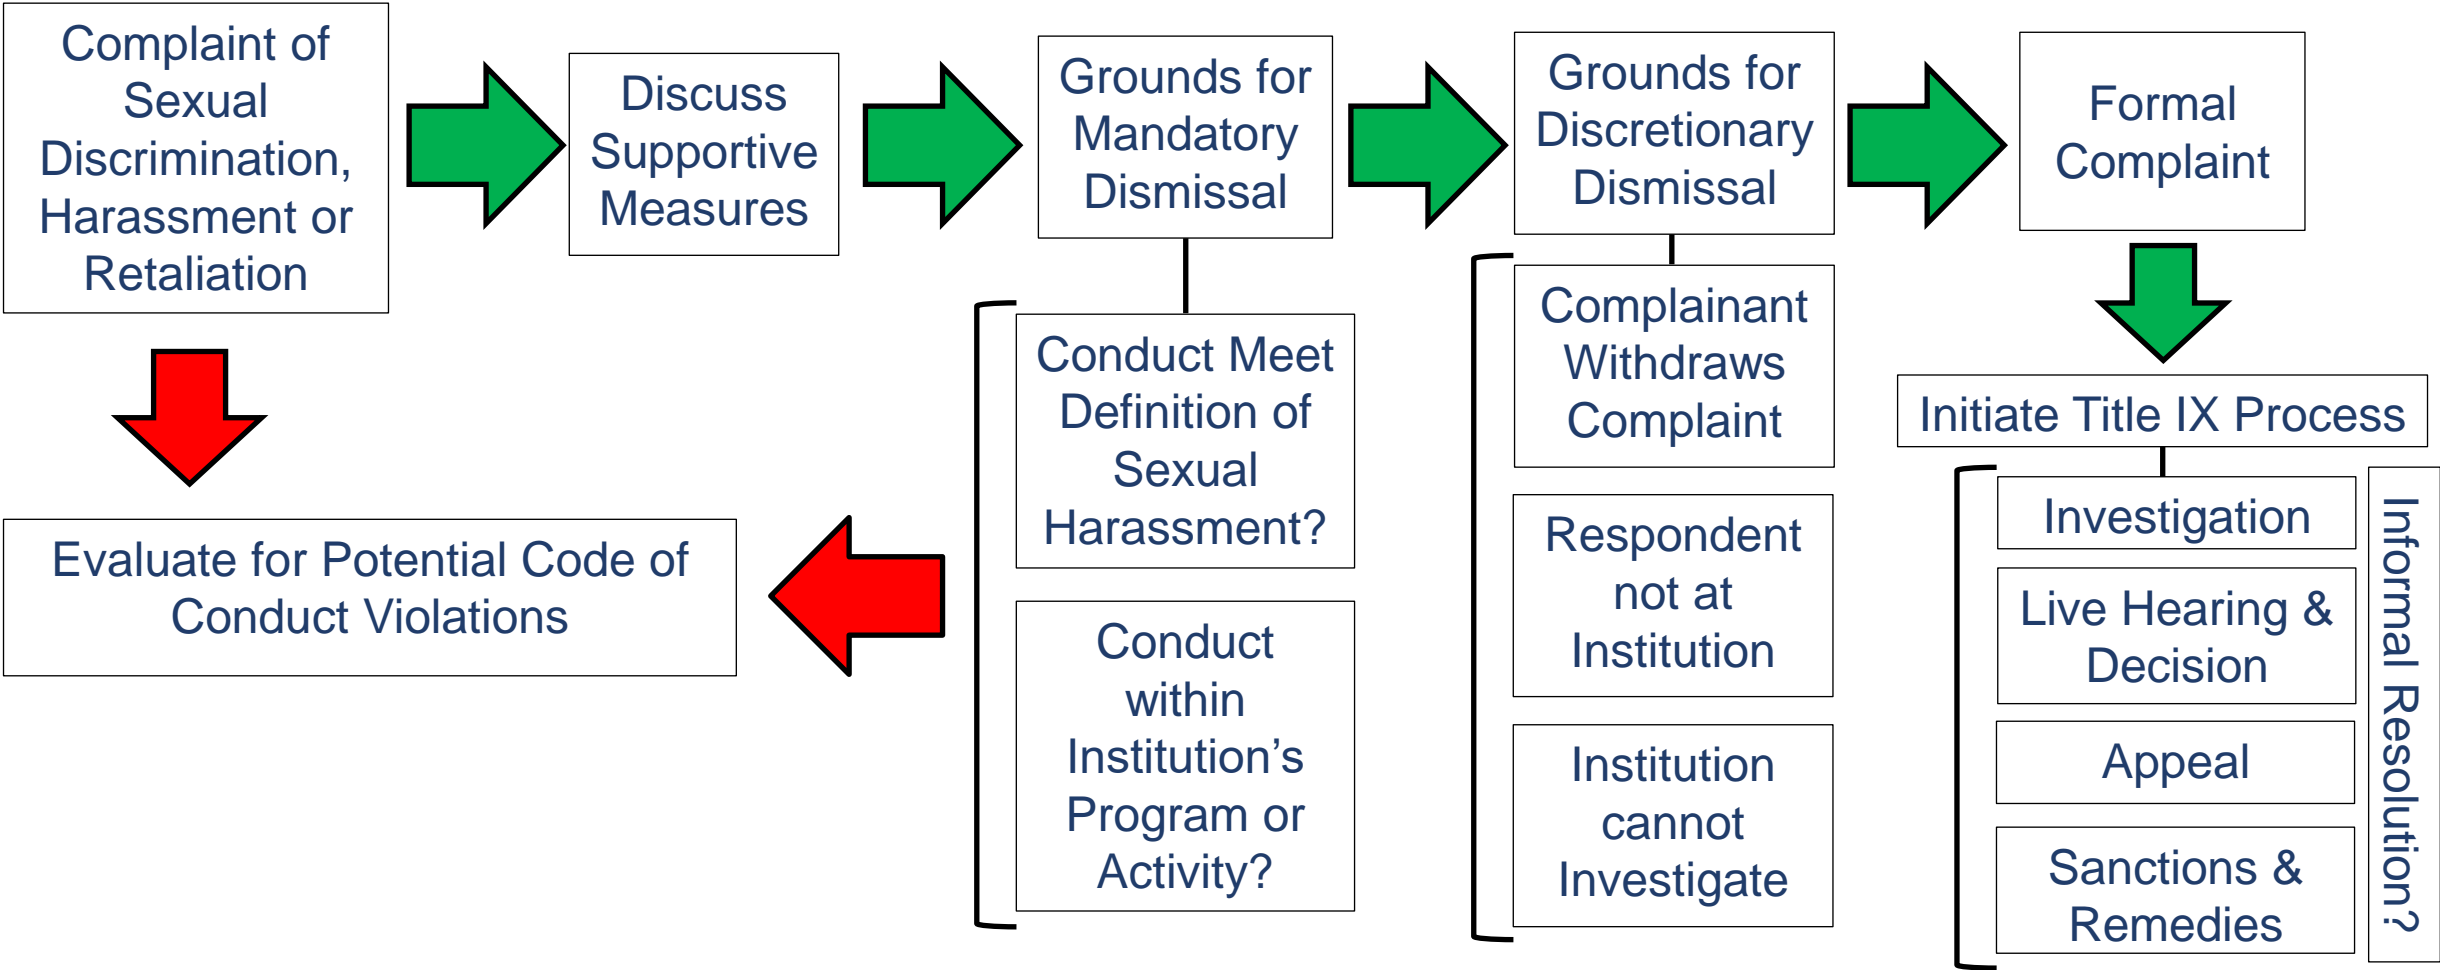 Complaint of
Sexual
Discrimination,
Harassment or
Retaliation
Discuss
Supportive
Measures
Grounds for
Mandatory
Dismissal
Grounds for
Discretionary
Dismissal
Formal
Complaint
Evaluate for Potential Code of
Conduct Violations
Conduct Meet
Definition of
Sexual
Harassment?
Conduct
within
Institution’s
Program or
Activity?
Complainant
Withdraws
Complaint
Respondent
not at
Institution
Institution
cannot
Investigate
Initiate Title IX Process
Investigation
Live Hearing &
Decision
Appeal
Sanctions &
Remedies
Informal Resolution?